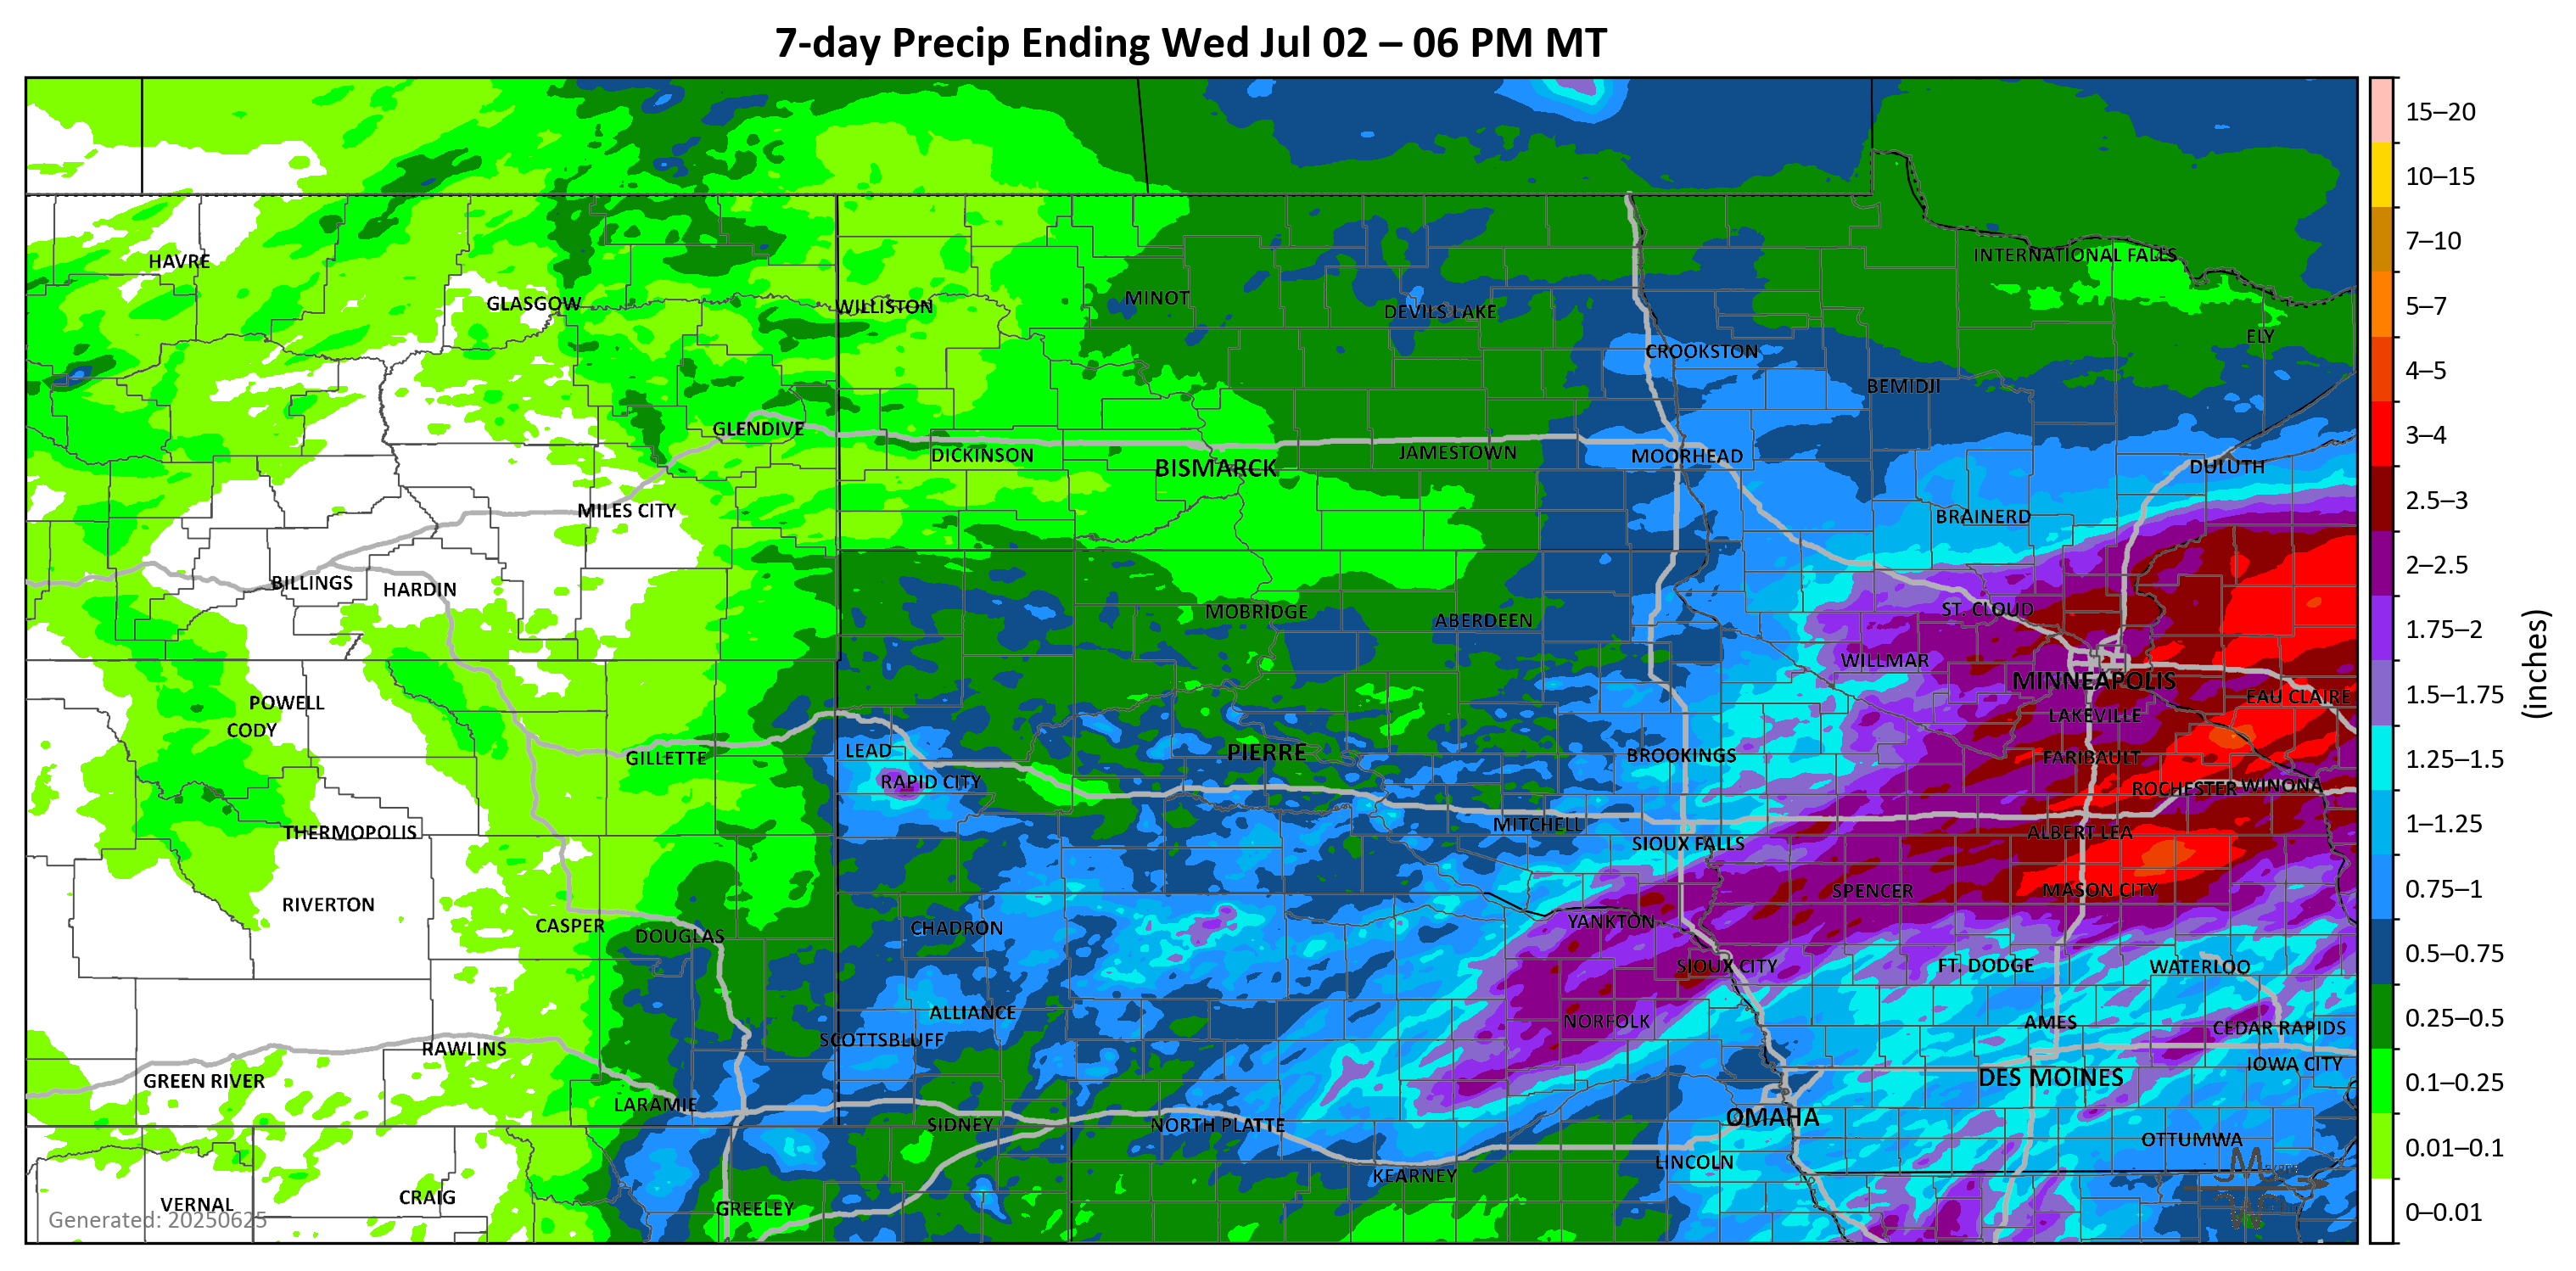 7-day Precip Ending Wed Jul 02 – 06 PM MT
15–20
10–15
INTERNATIONAL FALLS
7–10
HAVRE
GLASGOW
WILLISTON
MINOT
DEVILS LAKE
5–7
ELY
CROOKSTON
4–5
BEMIDJI
GLENDIVE
3–4
DICKINSON
BISMARCK
JAMESTOWN
MOORHEAD
DULUTH
MILES CITY
2.5–3
BRAINERD
BILLINGS
HARDIN
2–2.5
MOBRIDGE
ABERDEEN
ST. CLOUD
1.75–2
WILLMAR
(inches)
MINNEAPOLIS
POWELL
EAU CLAIRE
1.5–1.75
CODY
LAKEVILLE
GILLETTE
LEAD
PIERRE
BROOKINGS
FARIBAULT
1.25–1.5
RAPID CITY
ROCHESTER
WINONA
THERMOPOLIS
MITCHELL
ALBERT LEA
1–1.25
SIOUX FALLS
RIVERTON
SPENCER
MASON CITY
0.75–1
CASPER
DOUGLAS
CHADRON
YANKTON
SIOUX CITY
FT. DODGE
WATERLOO
0.5–0.75
ALLIANCE
NORFOLK
AMES
CEDAR RAPIDS
0.25–0.5
SCOTTSBLUFF
RAWLINS
IOWA CITY
GREEN RIVER
DES MOINES
0.1–0.25
LARAMIE
SIDNEY
NORTH PLATTE
OMAHA
OTTUMWA
0.01–0.1
KEARNEY
LINCOLN
VERNAL
CRAIG
GREELEY
0–0.01
Generated: 20250625